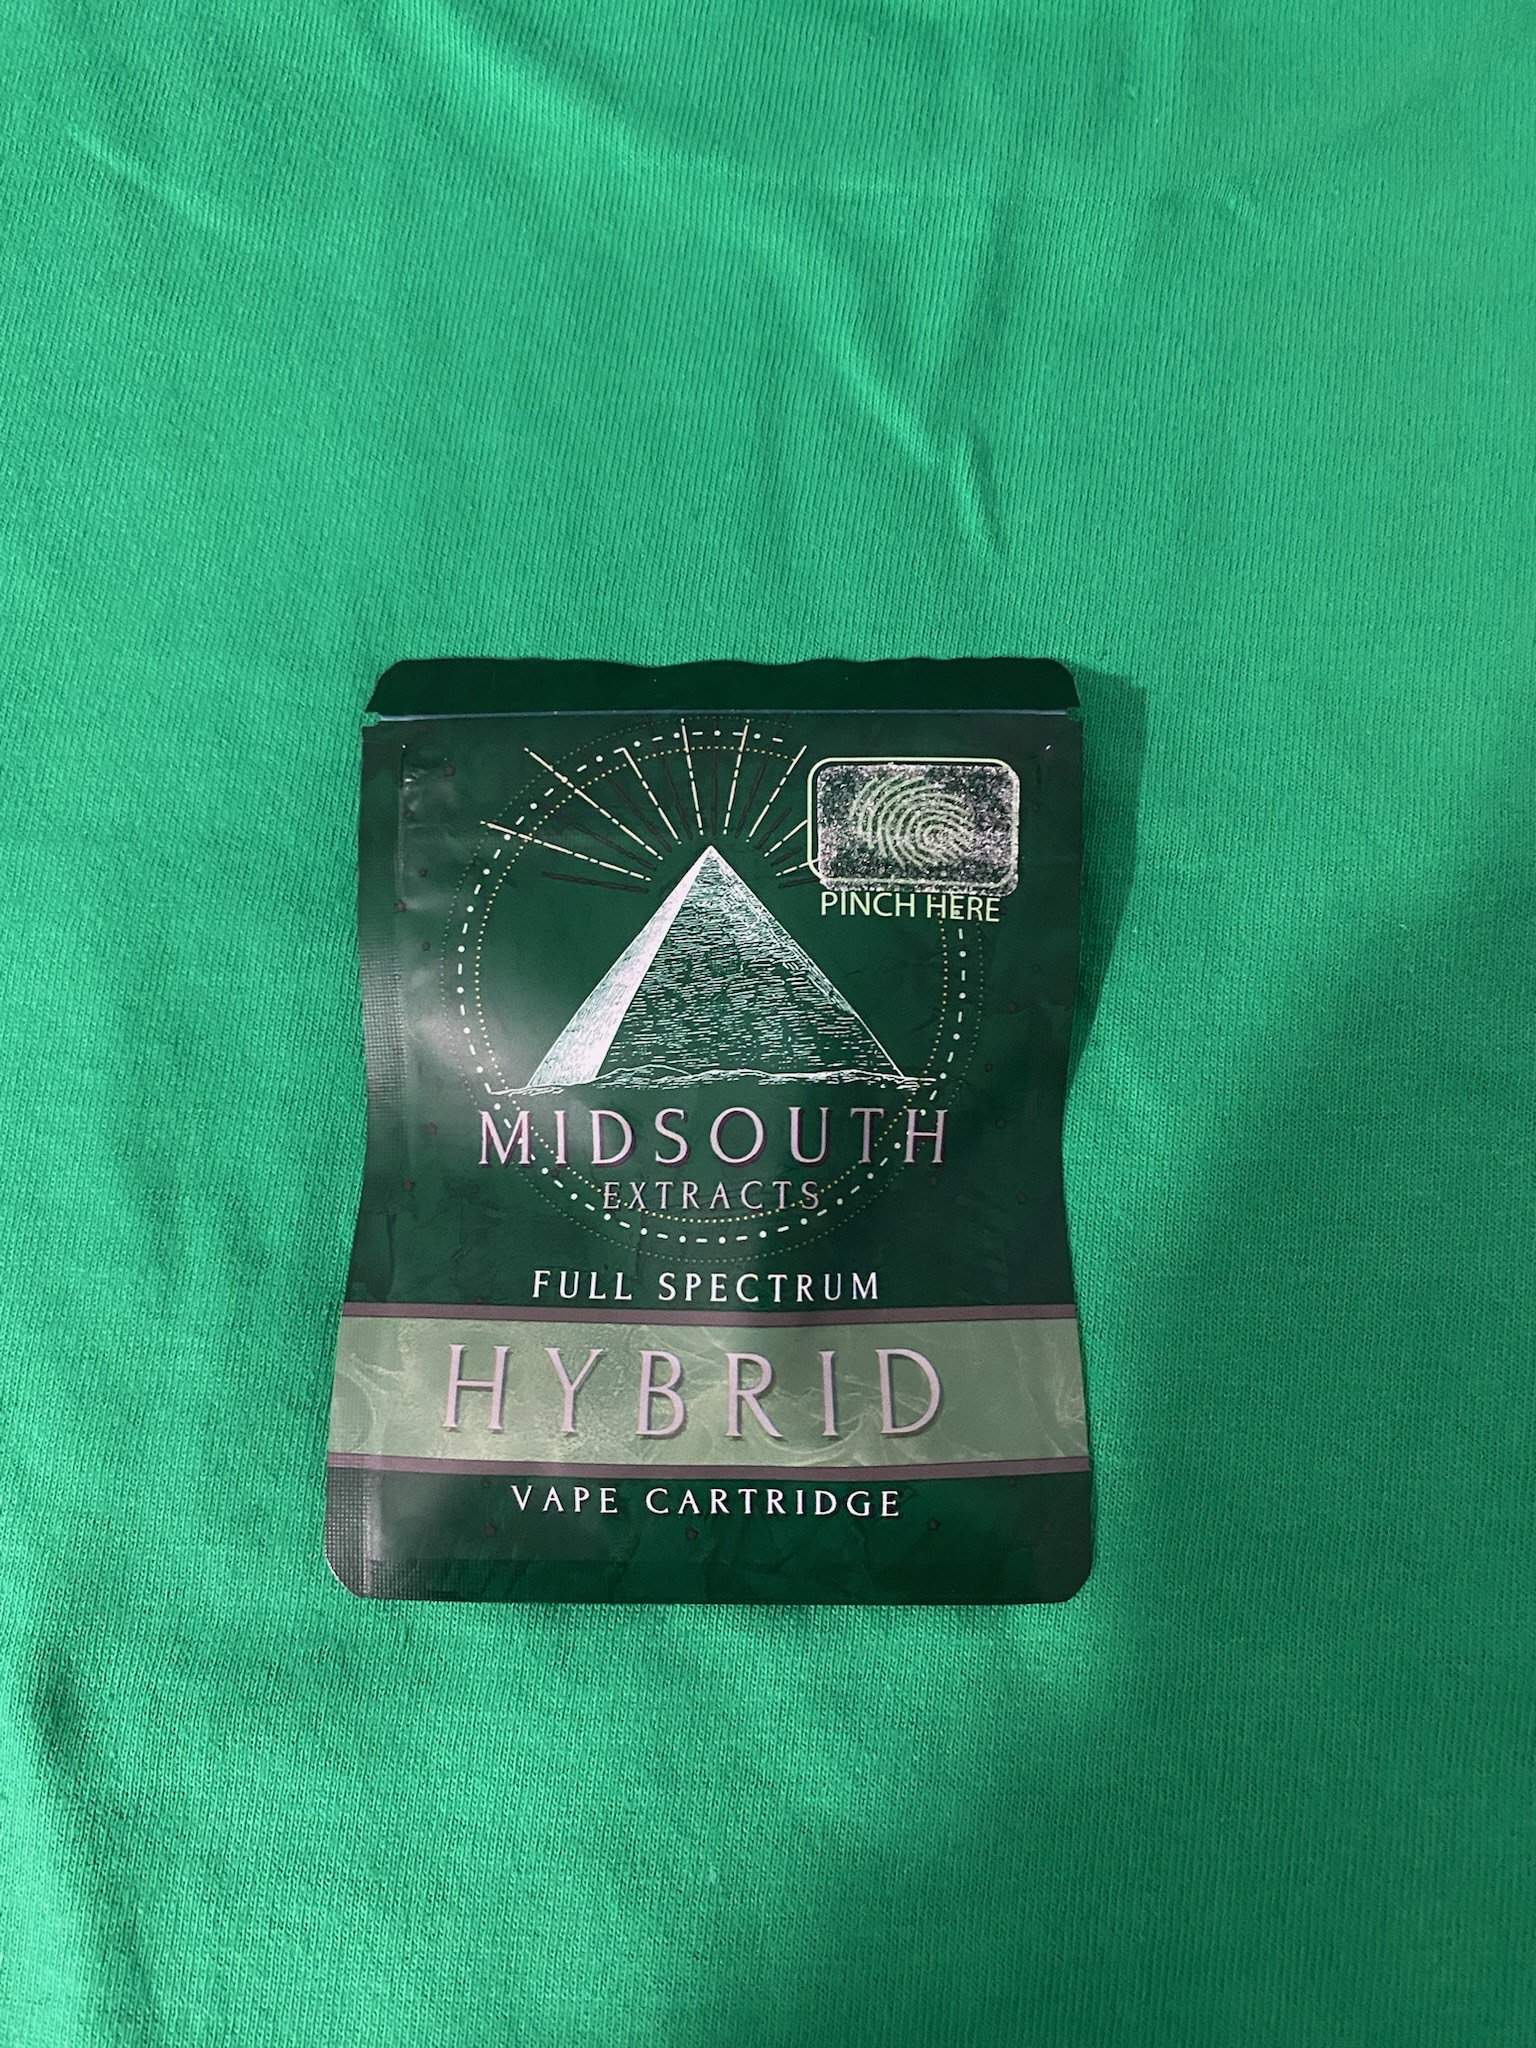 PINCH HERE
MIDSOUTH
EXTRACTS
FULL SPECTRUM
HYBRID
VAPE CARTRIDGE